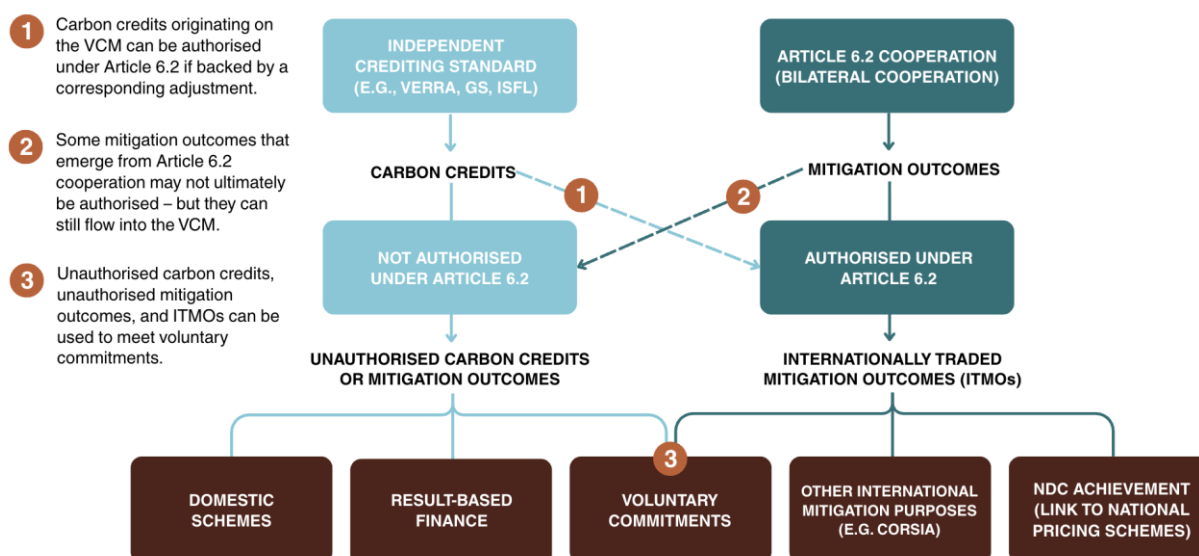 1
Carbon credits originating on
the VCM can be authorised
under Article 6.2 if backed by a
corresponding adjustment.
2
Some mitigation outcomes that
emerge from Article 6.2
cooperation may not ultimately
be authorised – but they can
still flow into the VCM.
3
Unauthorised carbon credits,
unauthorised mitigation
outcomes, and ITMOs can be
used to meet voluntary
commitments.
INDEPENDENT
CREDITING STANDARD
(E.G., VERRA, GS, ISFL)
ARTICLE 6.2 COOPERATION
(BILATERAL COOPERATION)
CARBON CREDITS
MITIGATION OUTCOMES
1
2
NOT AUTHORISED
UNDER ARTICLE 6.2
AUTHORISED UNDER
ARTICLE 6.2
UNAUTHORISED CARBON CREDITS
OR MITIGATION OUTCOMES
INTERNATIONALLY TRADED
MITIGATION OUTCOMES (ITMOs)
3
DOMESTIC
SCHEMES
RESULT-BASED
FINANCE
VOLUNTARY
COMMITMENTS
OTHER INTERNATIONAL
MITIGATION PURPOSES
(E.G. CORSIA)
NDC ACHIEVEMENT
(LINK TO NATIONAL
PRICING SCHEMES)